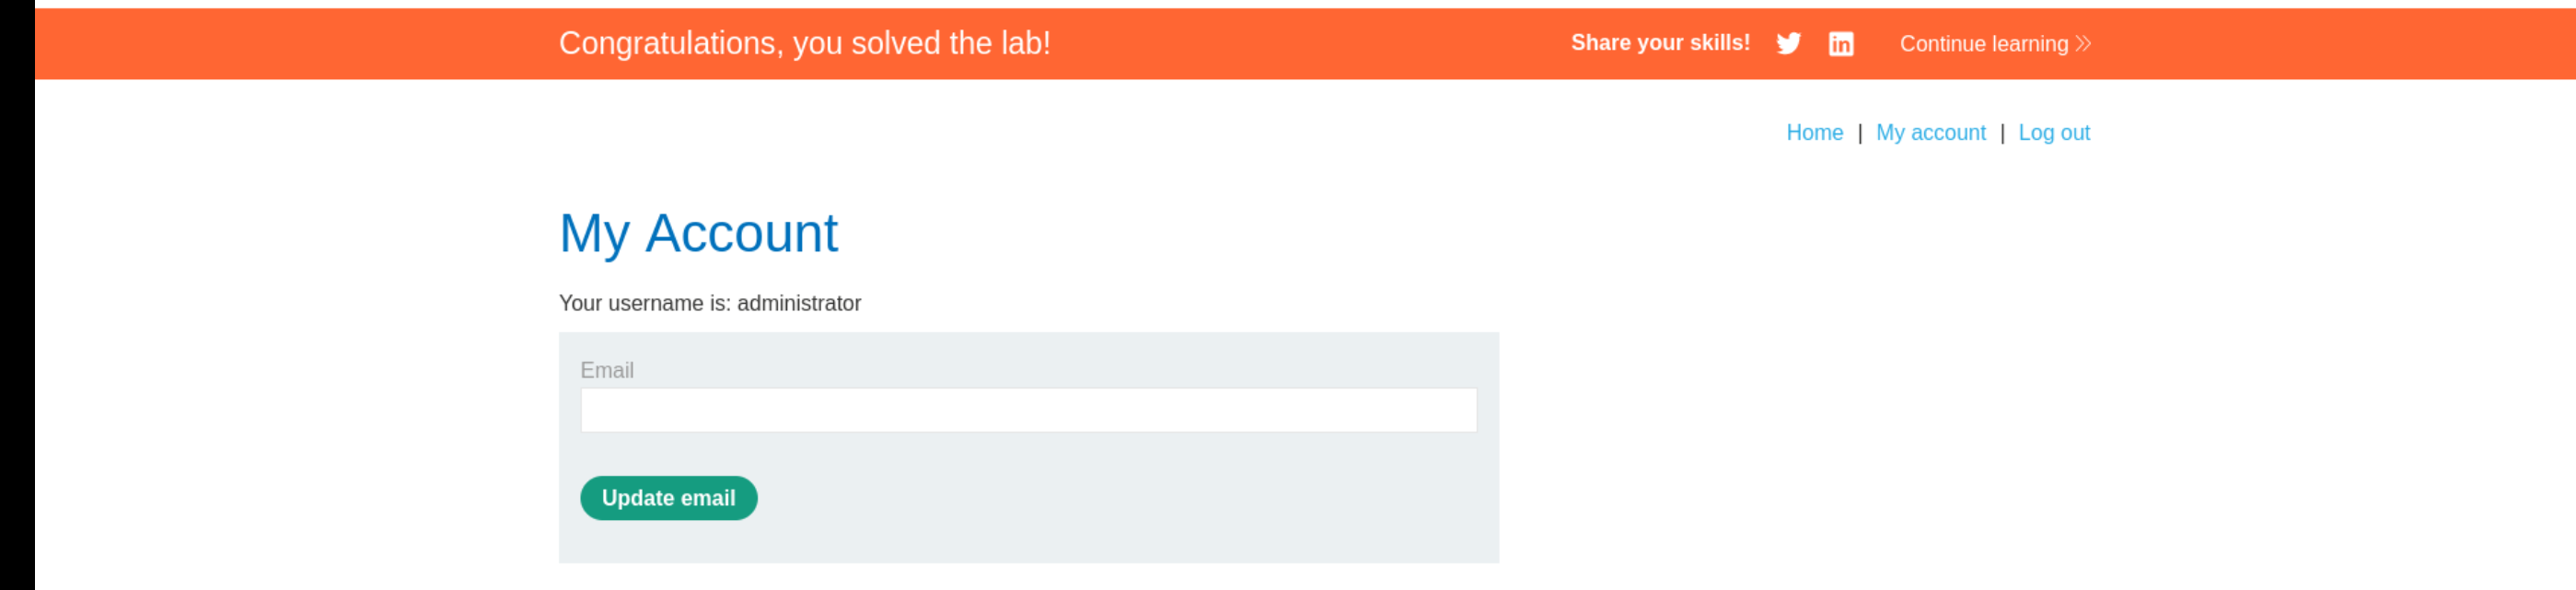 Congratulations, you solved the lab!
Share your skills!
Continue learning
Home | My account | Log out
My Account
Your username is: administrator
Email
Update email